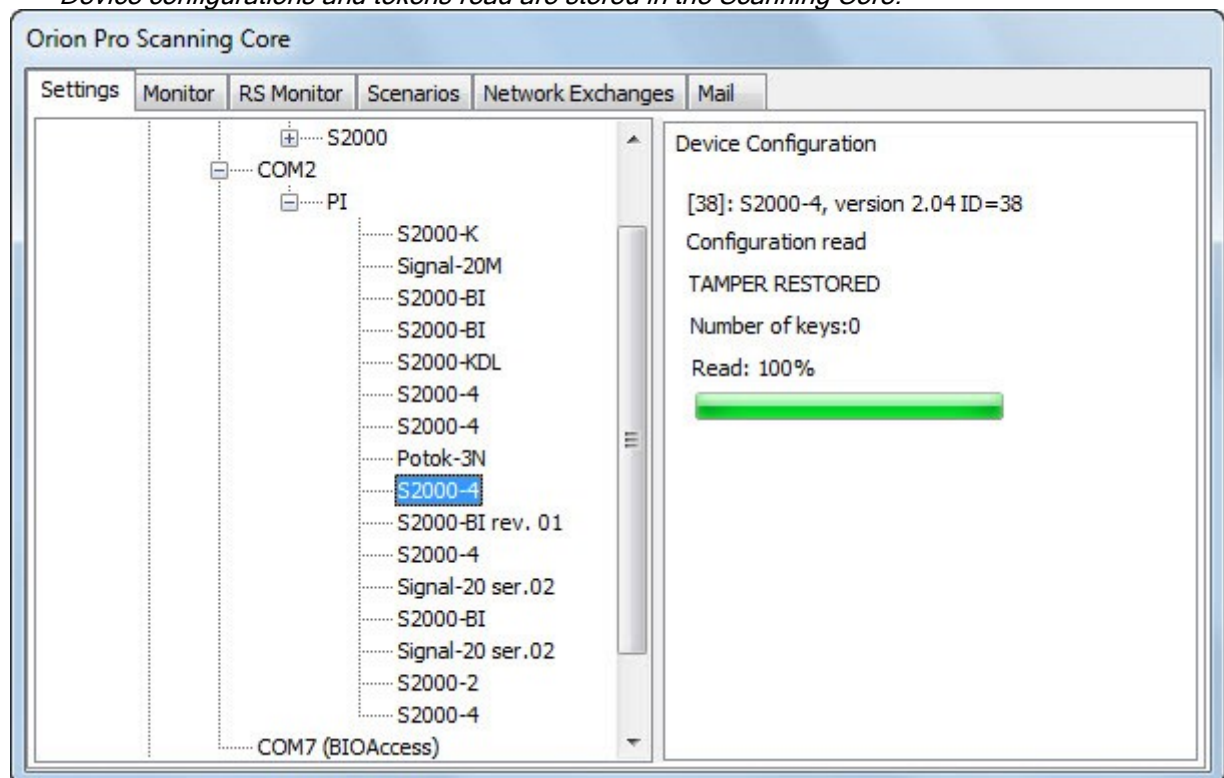 Device configurations and tokens read are stored in the Scanning Core.
Orion Pro Scanning Core
Settings Monitor RS Monitor Scenarios Network Exchanges Mail
S2000
COM2
PI
S2000-K
Signal-20M
S2000-BI
S2000-BI
S2000-KDL
S2000-4
S2000-4
Potok-3N
S2000-4
S2000-BI rev. 01
S2000-4
Signal-20 ser.02
S2000-BI
Signal-20 ser.02
S2000-2
S2000-4
COM7 (BIOAccess)
Device Configuration
[38]: S2000-4, version 2.04 ID=38
Configuration read
TAMPER RESTORED
Number of keys:0
Read: 100%